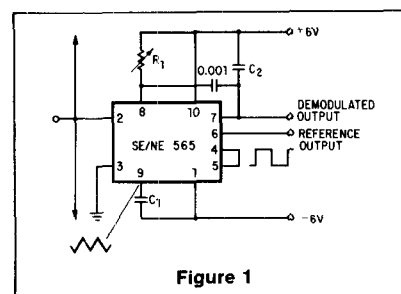 +6V
R1
C2
0.001
8
10
DEMODULATED
OUTPUT
2
7
6
REFERENCE
OUTPUT
SE/NE 565
4
3
5
9
1
C1
-6V
Figure 1